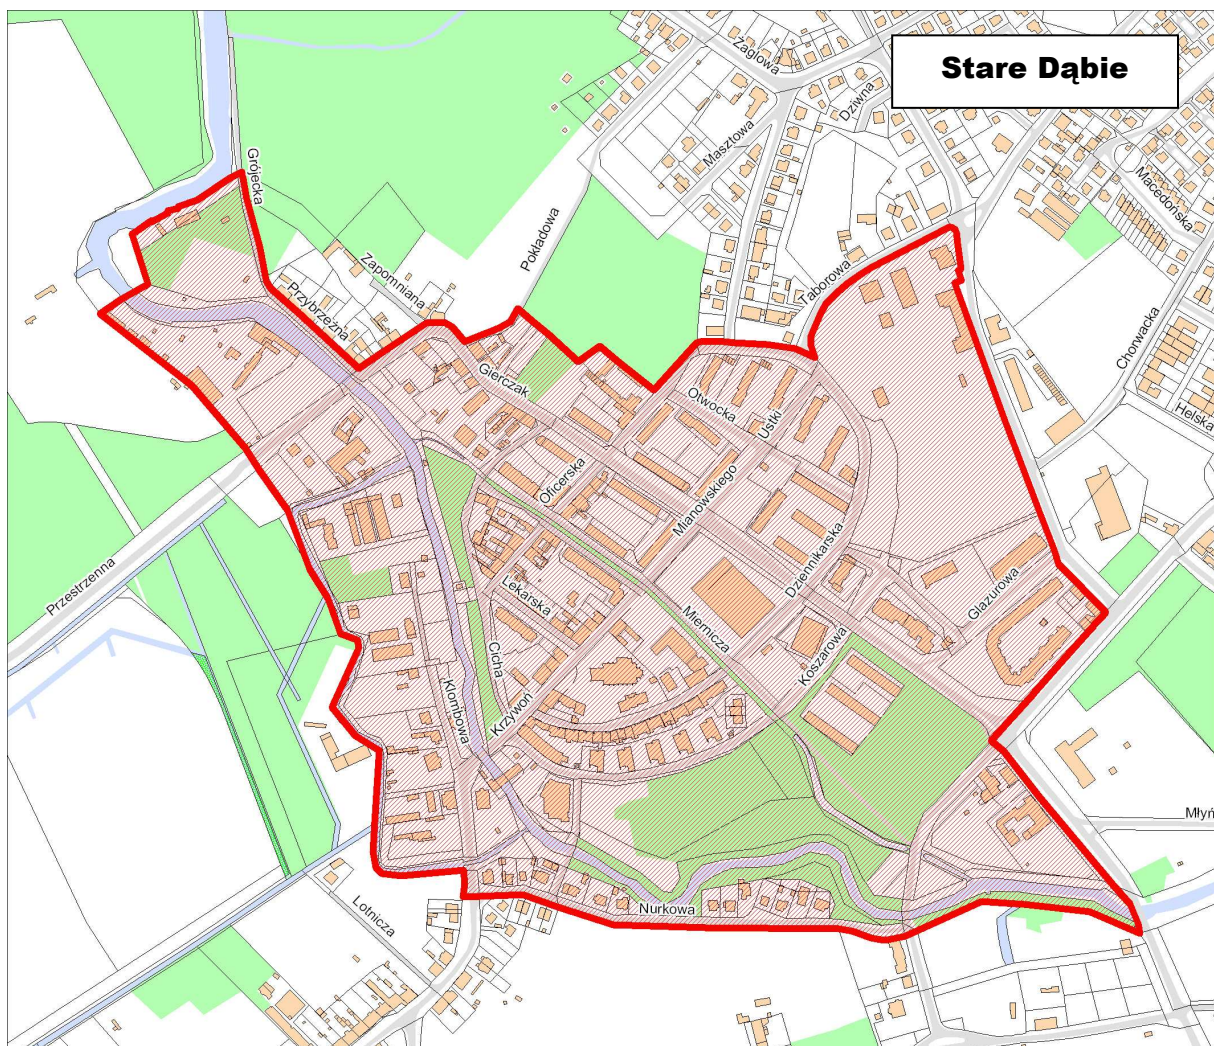 Stare Dąbie
Żaglowa
Dziwna
Masztowa
Grójecka
Macedońska
Pokładowa
Zapomniana
Przybrzeżna
Taborowa
Chorwacka
Gierczak
Otwocka
Ustki
Helska
Oficerska
Mianowskiego
Przestrzenna
Lekarska
Dziennikarska
Glazurowa
Miernicza
Cicha
Koszarowa
Klombowa
Krzywoń
Młyń
Nurkowa
Lotnicza